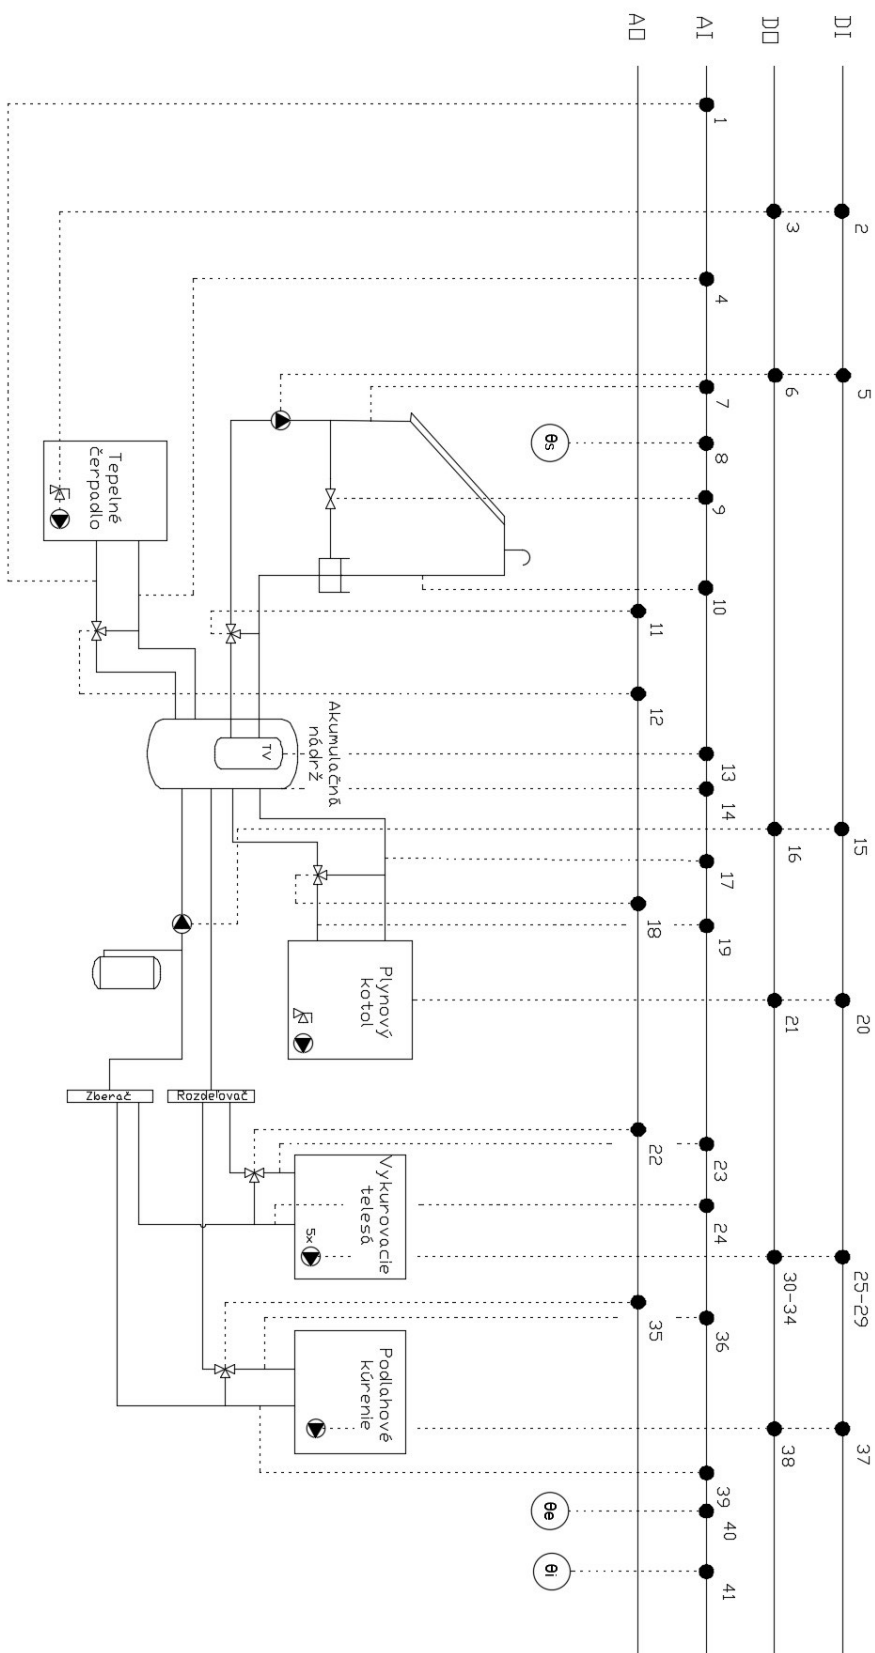 DI
DO
AI
AO
1
2
3
4
5
6
7
8
9
10
11
12
13
14
15
16
17
18
19
20
21
22
23
24
25-29
30-34
35
36
37
38
39
40
41
θs
θe
θi
Tepelné
čerpadlo
Akumulačná
nádrž
TV
Plynový
kotol
Zberač
Rozdeľovač
Vykurovacie
telesá
5x
Podlahové
kúrenie